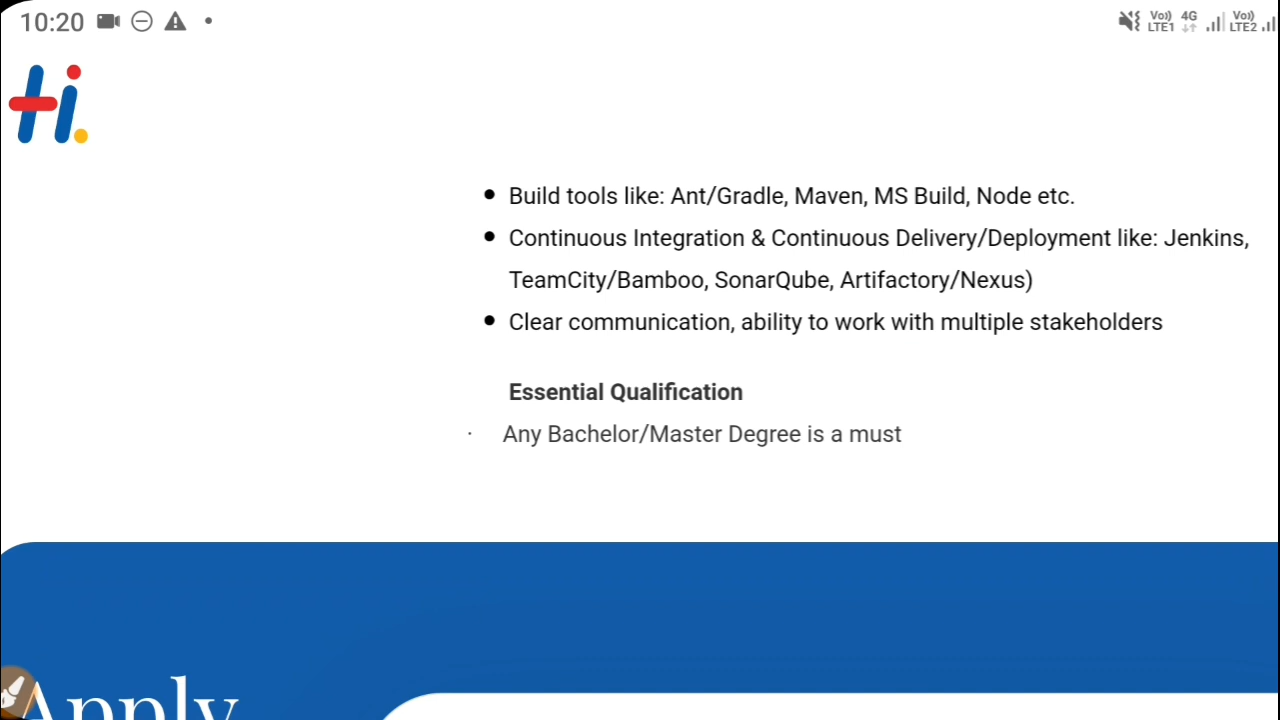 10:20
Vo) LTE1 4G Vo) LTE2
Hi.
• Build tools like: Ant/Gradle, Maven, MS Build, Node etc.
• Continuous Integration & Continuous Delivery/Deployment like: Jenkins,
TeamCity/Bamboo, SonarQube, Artifactory/Nexus)
• Clear communication, ability to work with multiple stakeholders
Essential Qualification
· Any Bachelor/Master Degree is a must
Apply